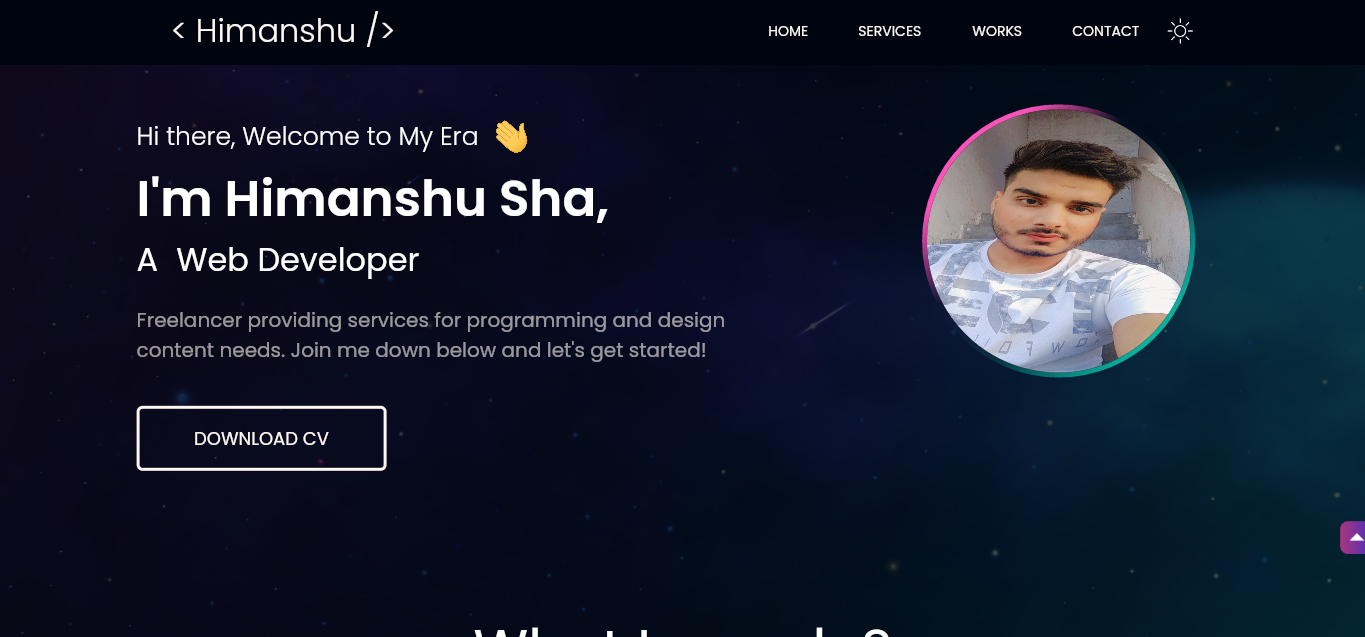 < Himanshu />
HOME SERVICES WORKS CONTACT
Hi there, Welcome to My Era
I'm Himanshu Sha,
A Web Developer
Freelancer providing services for programming and design
content needs. Join me down below and let's get started!
DOWNLOAD CV